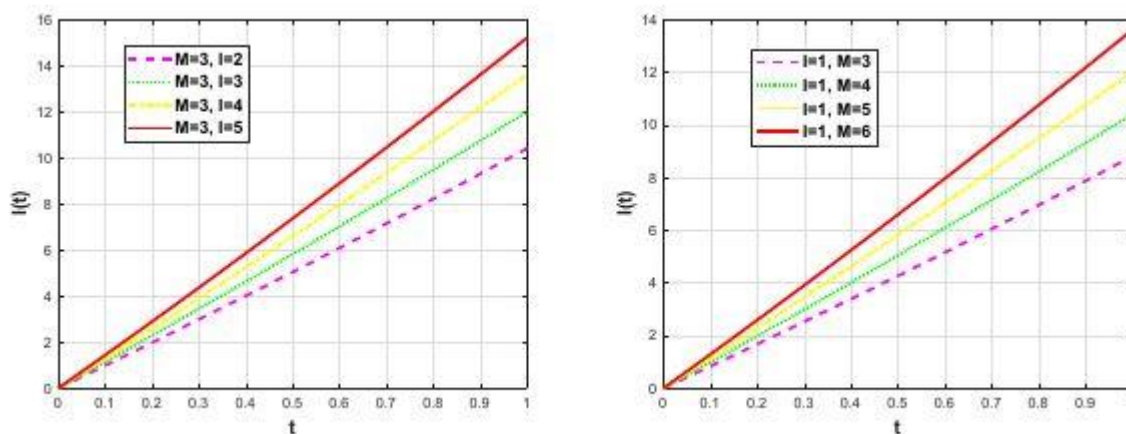 16
14
12
10
8
6
4
2
0
I(t)
M=3, I=2
M=3, I=3
M=3, I=4
M=3, I=5
0 0.1 0.2 0.3 0.4 0.5 0.6 0.7 0.8 0.9 1
t
14
12
10
8
6
4
2
0
I(t)
I=1, M=3
I=1, M=4
I=1, M=5
I=1, M=6
0 0.1 0.2 0.3 0.4 0.5 0.6 0.7 0.8 0.9
t